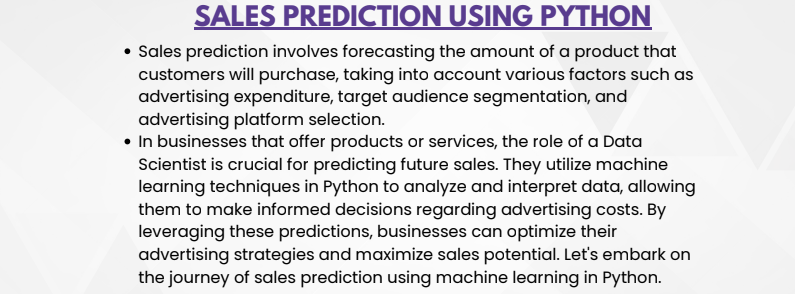 SALES PREDICTION USING PYTHON
• Sales prediction involves forecasting the amount of a product that
customers will purchase, taking into account various factors such as
advertising expenditure, target audience segmentation, and
advertising platform selection.
• In businesses that offer products or services, the role of a Data
Scientist is crucial for predicting future sales. They utilize machine
learning techniques in Python to analyze and interpret data, allowing
them to make informed decisions regarding advertising costs. By
leveraging these predictions, businesses can optimize their
advertising strategies and maximize sales potential. Let's embark on
the journey of sales prediction using machine learning in Python.